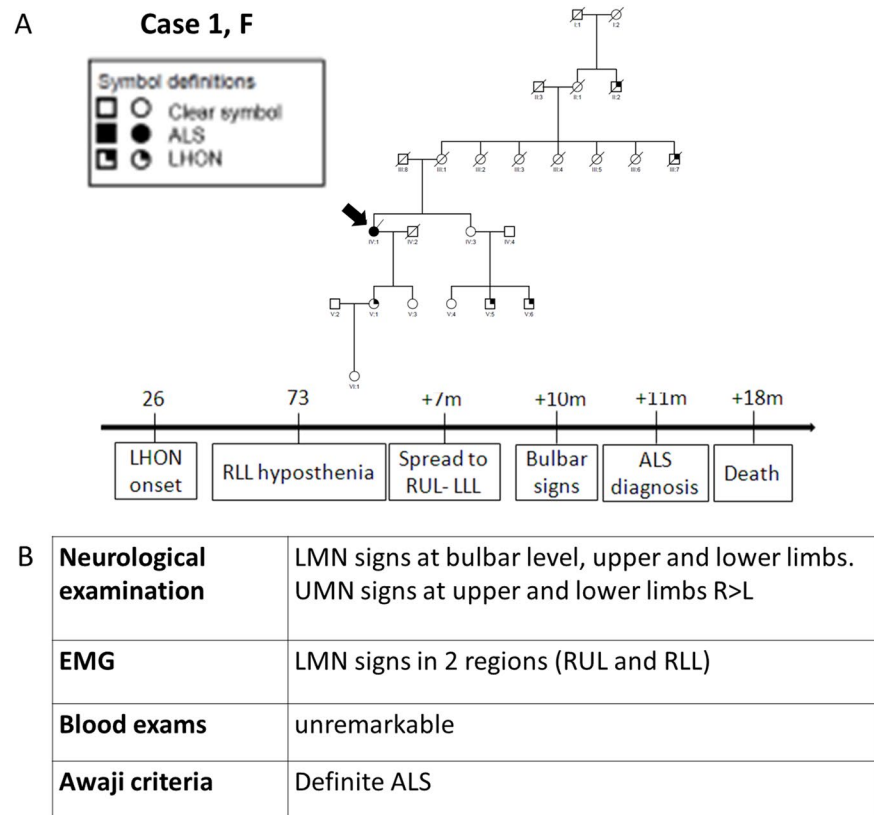 A
Case 1, F
Symbol definitions
Clear symbol
ALS
LHON
I:1 I:2
II:3 II:1 II:2
III:8 III:1 III:2 III:3 III:4 III:5 III:6 III:7
IV:1 IV:2 IV:3 IV:4
V:2 V:1 V:3 V:4 V:5 V:6
VI:1
26 73 +7m +10m +11m +18m
LHON
onset
RLL hyposthenia
Spread to
RUL- LLL
Bulbar
signs
ALS
diagnosis
Death
B
Neurological
examination
LMN signs at bulbar level, upper and lower limbs.
UMN signs at upper and lower limbs R>L
EMG
LMN signs in 2 regions (RUL and RLL)
Blood exams
unremarkable
Awaji criteria
Definite ALS